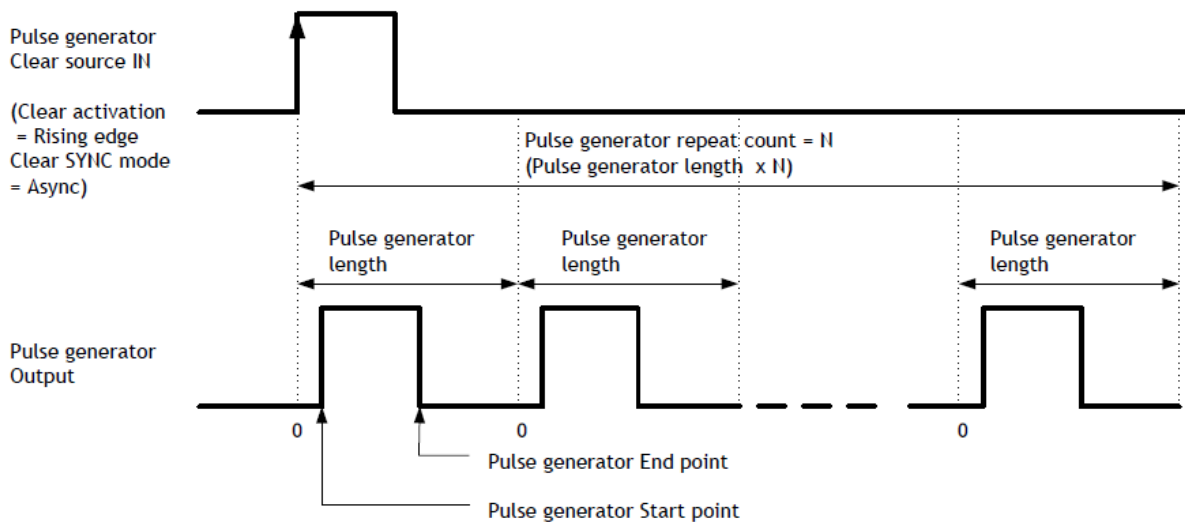 Pulse generator
Clear source IN
(Clear activation
= Rising edge
Clear SYNC mode
= Async)
Pulse generator repeat count = N
(Pulse generator length x N)
Pulse generator
length
Pulse generator
length
Pulse generator
length
Pulse generator
Output
0
0
0
Pulse generator End point
Pulse generator Start point